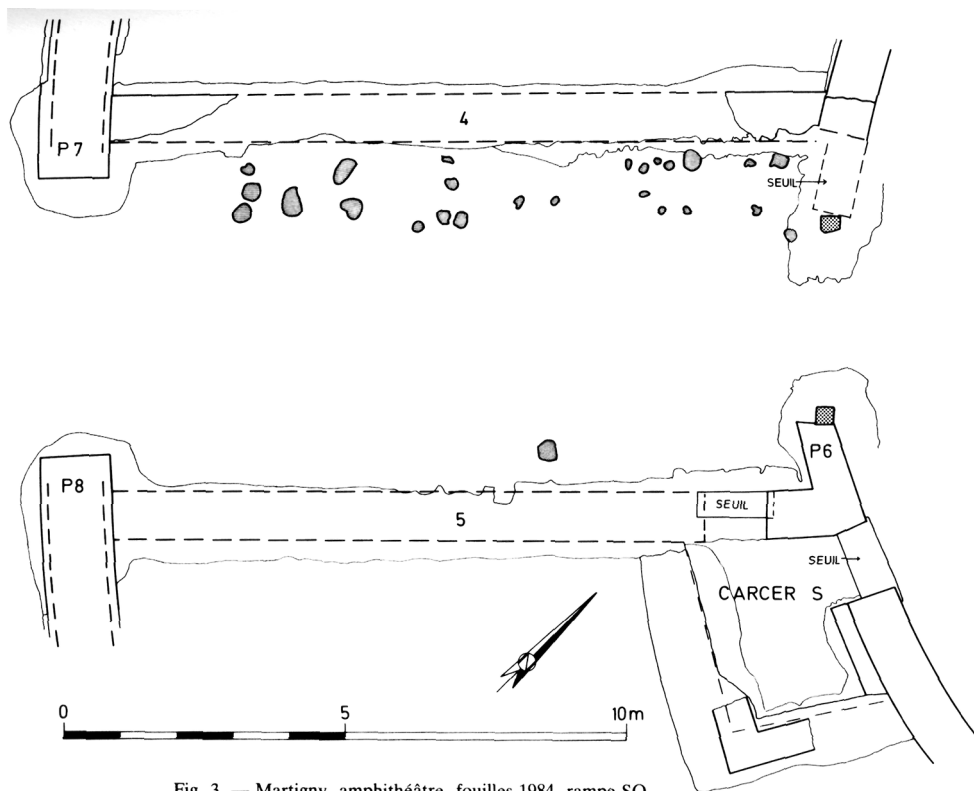 4
P7
SEUIL
P6
P8
SEUIL
5
SEUIL
CARCER S
0 5 10m
Fig. 3 — Martigny, amphithéâtre, fouilles 1984, rampe SO